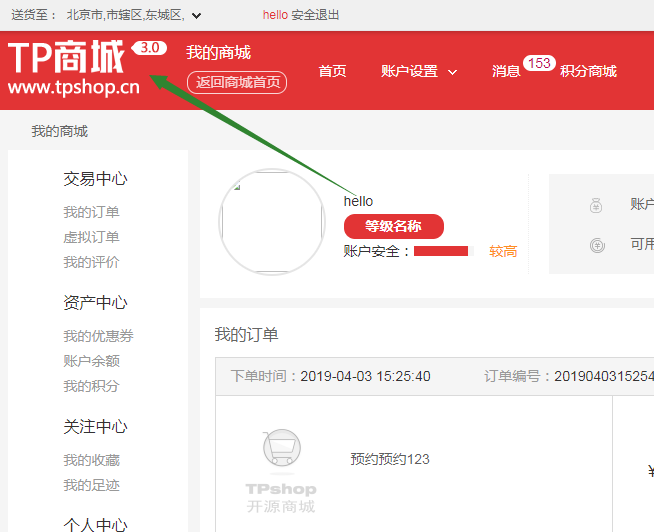 送货至： 北京市,市辖区,东城区,
hello 安全退出
TP商城 3.0
www.tpshop.cn
我的商城
返回商城首页
首页
账户设置
消息 153
积分商城
我的商城
交易中心
我的订单
虚拟订单
我的评价
资产中心
我的优惠券
账户余额
我的积分
关注中心
我的收藏
我的足迹
个人中心
hello
等级名称
账户安全： 较高
账户
可用
我的订单
下单时间：2019-04-03 15:25:40
订单编号：2019040315254
TPshop
开源商城
预约预约123
¥